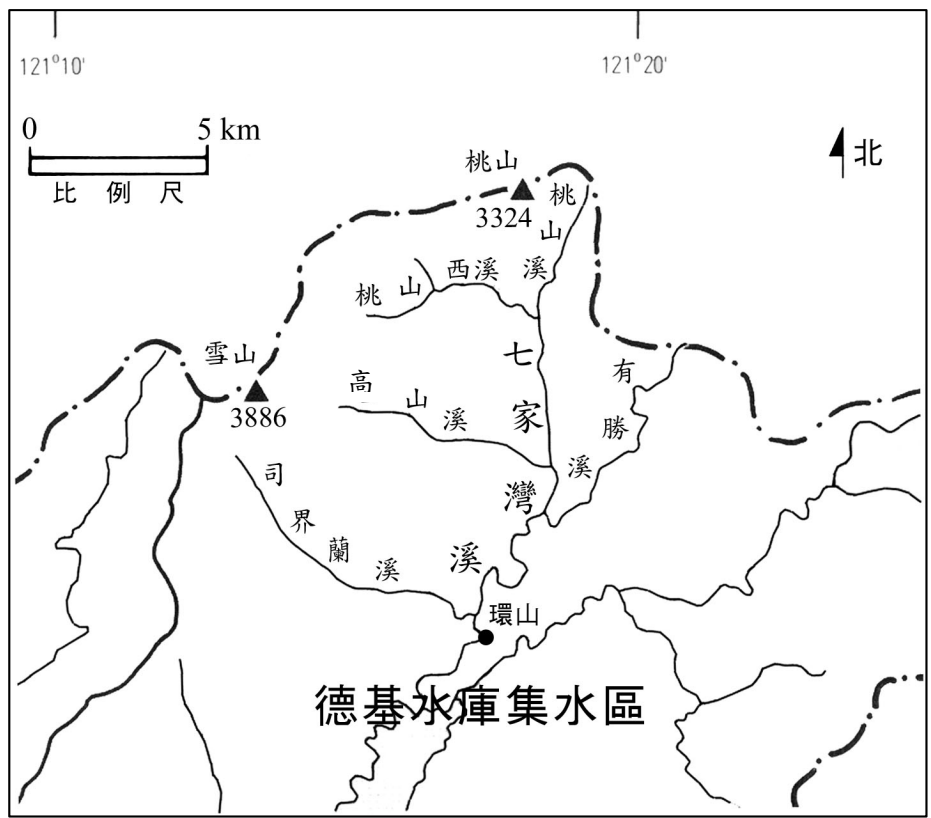 121°10'
121°20'
0 5 km
比例尺
北
桃山
3324
桃山溪
桃山西溪
雪山
3886
七家灣溪
有勝溪
高山溪
司界蘭溪
環山
德基水庫集水區